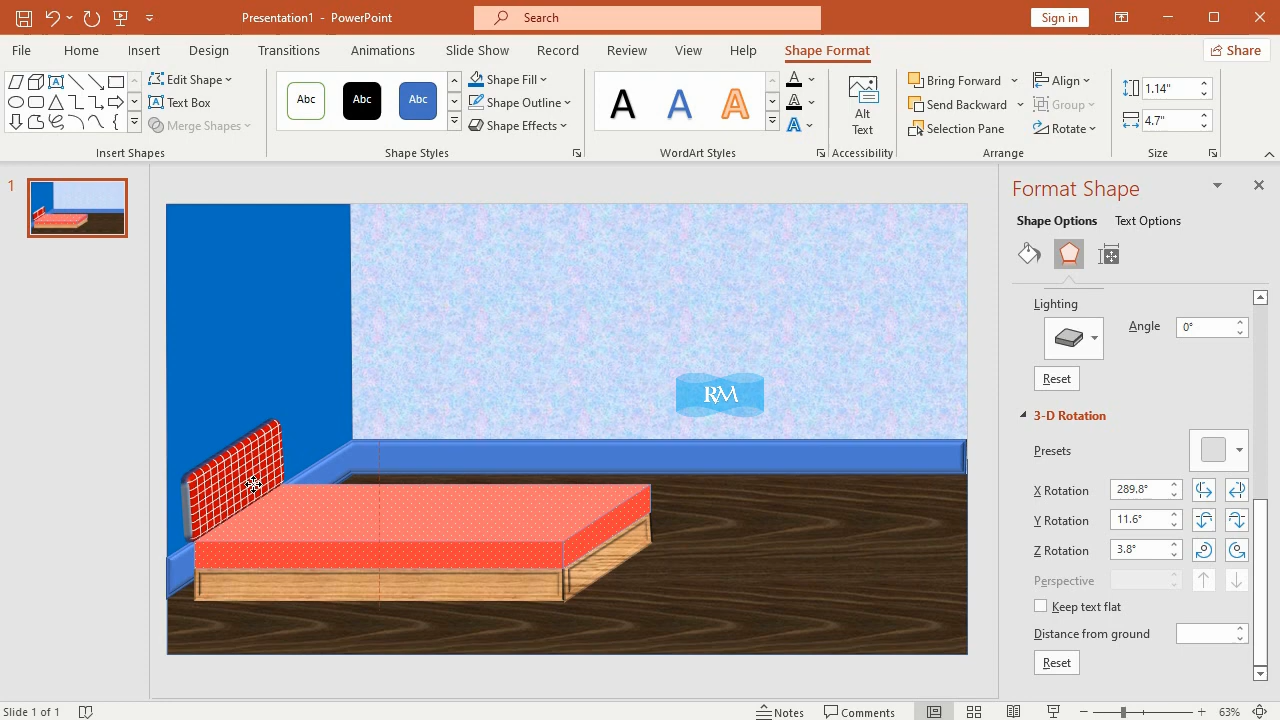 Presentation1 - PowerPoint
Search
Sign in
File
Home
Insert
Design
Transitions
Animations
Slide Show
Record
Review
View
Help
Shape Format
Share
Edit Shape
Text Box
Merge Shapes
Insert Shapes
Abc
Abc
Abc
Shape Fill
Shape Outline
Shape Effects
Shape Styles
A
A
A
A
A
A
WordArt Styles
Alt
Text
Accessibility
Bring Forward
Send Backward
Selection Pane
Align
Group
Rotate
Arrange
1.14"
4.7"
Size
1
RM
Format Shape
Shape Options
Text Options
Lighting
Angle
0°
Reset
3-D Rotation
Presets
X Rotation
289.8°
Y Rotation
11.6°
Z Rotation
3.8°
Perspective
Keep text flat
Distance from ground
Reset
Slide 1 of 1
Notes
Comments
63%